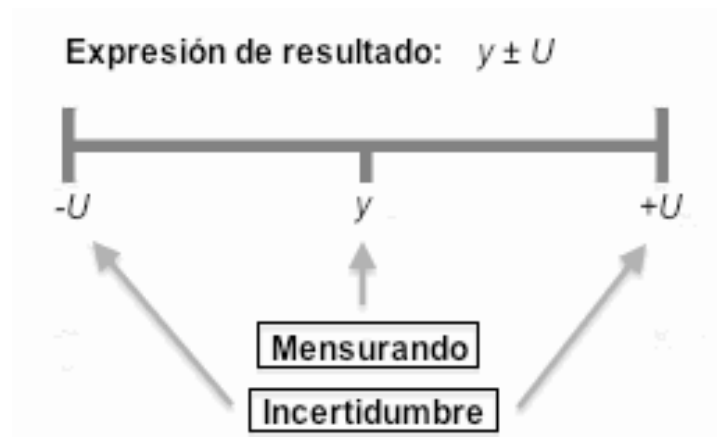 Expresión de resultado: y ± U
-U y +U
Mensurando
Incertidumbre